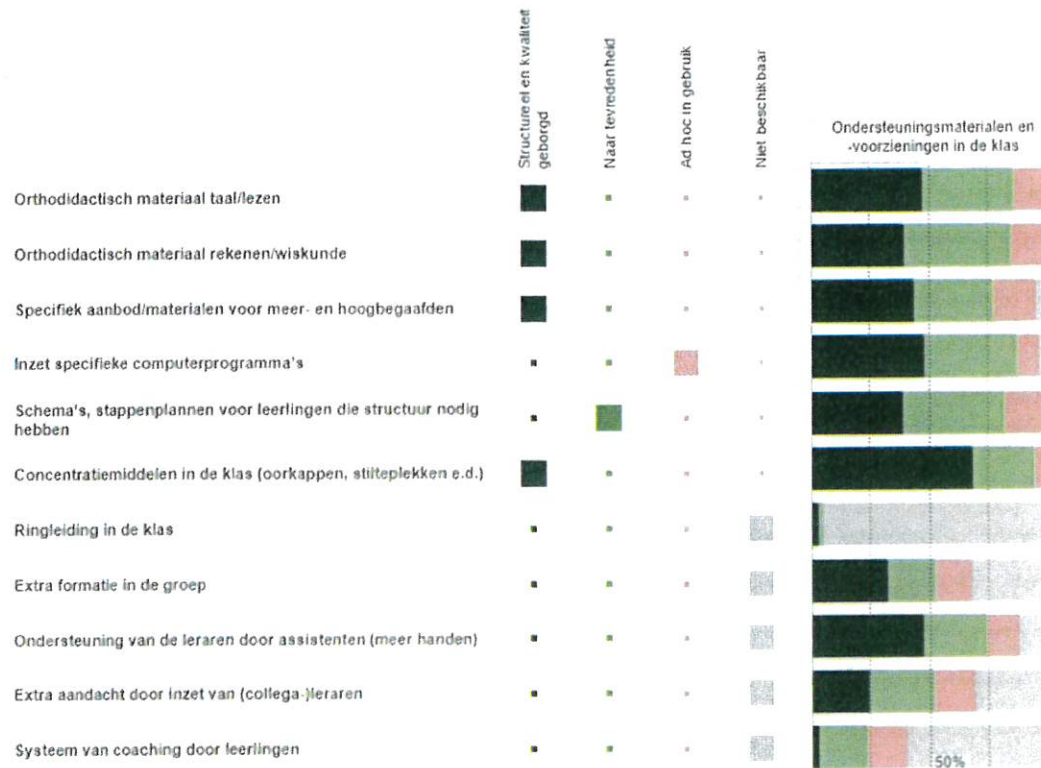 Structureel en kwaliteit
geborgd
Naar tevredenheid
Ad hoc in gebruik
Niet beschikbaar
Ondersteuningsmaterialen en
-voorzieningen in de klas
Orthodidactisch materiaal taal/lezen
Orthodidactisch materiaal rekenen/wiskunde
Specifiek aanbod/materialen voor meer- en hoogbegaafden
Inzet specifieke computerprogramma's
Schema's, stappenplannen voor leerlingen die structuur nodig
hebben
Concentratiemiddelen in de klas (oorkappen, stilteplekken e.d.)
Ringleiding in de klas
Extra formatie in de groep
Ondersteuning van de leraren door assistenten (meer handen)
Extra aandacht door inzet van (collega-)leraren
Systeem van coaching door leerlingen
50%